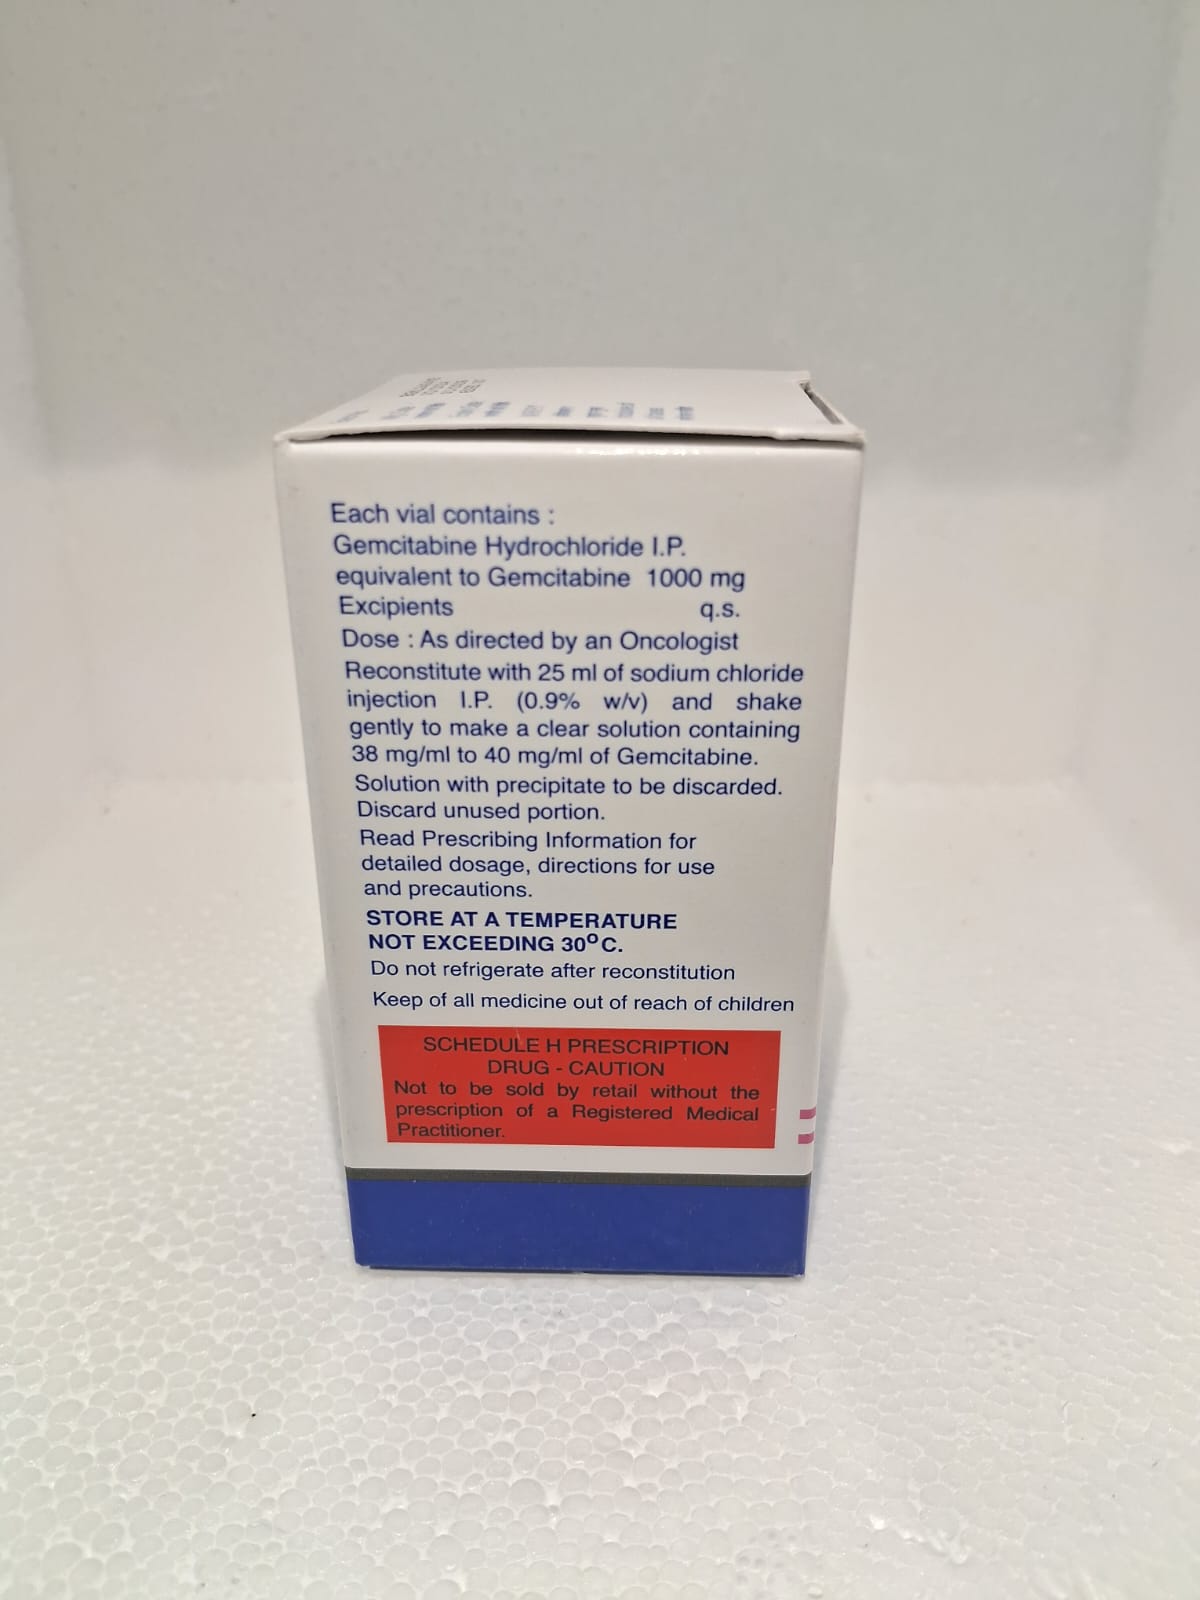 Each vial contains :
Gemcitabine Hydrochloride I.P.
equivalent to Gemcitabine 1000 mg
Excipients q.s.
Dose : As directed by an Oncologist
Reconstitute with 25 ml of sodium chloride
injection I.P. (0.9% w/v) and shake
gently to make a clear solution containing
38 mg/ml to 40 mg/ml of Gemcitabine.
Solution with precipitate to be discarded.
Discard unused portion.
Read Prescribing Information for
detailed dosage, directions for use
and precautions.
STORE AT A TEMPERATURE
NOT EXCEEDING 30⁰C.
Do not refrigerate after reconstitution
Keep of all medicine out of reach of children
SCHEDULE H PRESCRIPTION
DRUG - CAUTION
Not to be sold by retail without the
prescription of a Registered Medical
Practitioner.